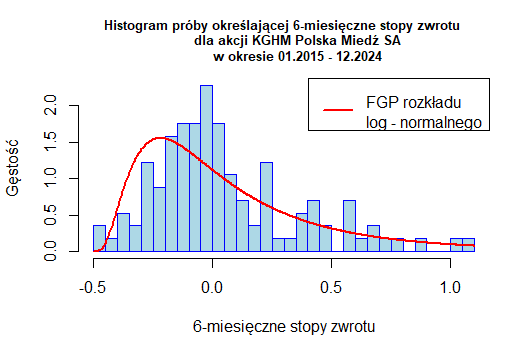 Histogram próby określającej 6-miesięczne stopy zwrotu
dla akcji KGHM Polska Miedź SA
w okresie 01.2015 - 12.2024
FGP rozkładu
log - normalnego
Gęstość
2.0
1.5
1.0
0.5
0.0
-0.5 0.0 0.5 1.0
6-miesięczne stopy zwrotu